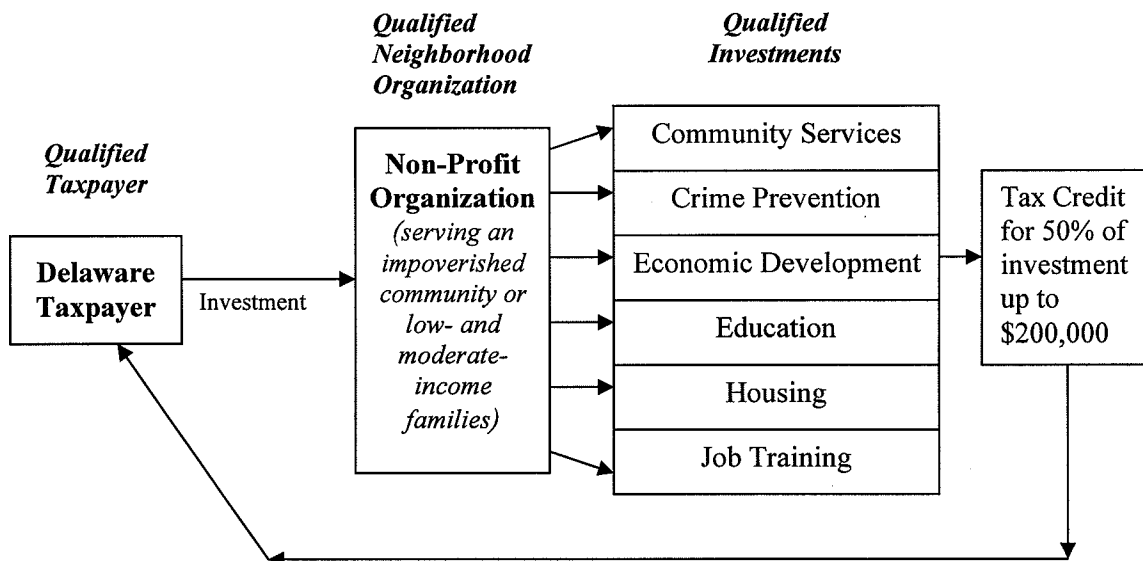 Qualified
Taxpayer
Delaware
Taxpayer
Investment
Qualified
Neighborhood
Organization
Non-Profit
Organization
(serving an
impoverished
community or
low- and
moderate-
income
families)
Qualified
Investments
Community Services
Crime Prevention
Economic Development
Education
Housing
Job Training
Tax Credit
for 50% of
investment
up to
$200,000